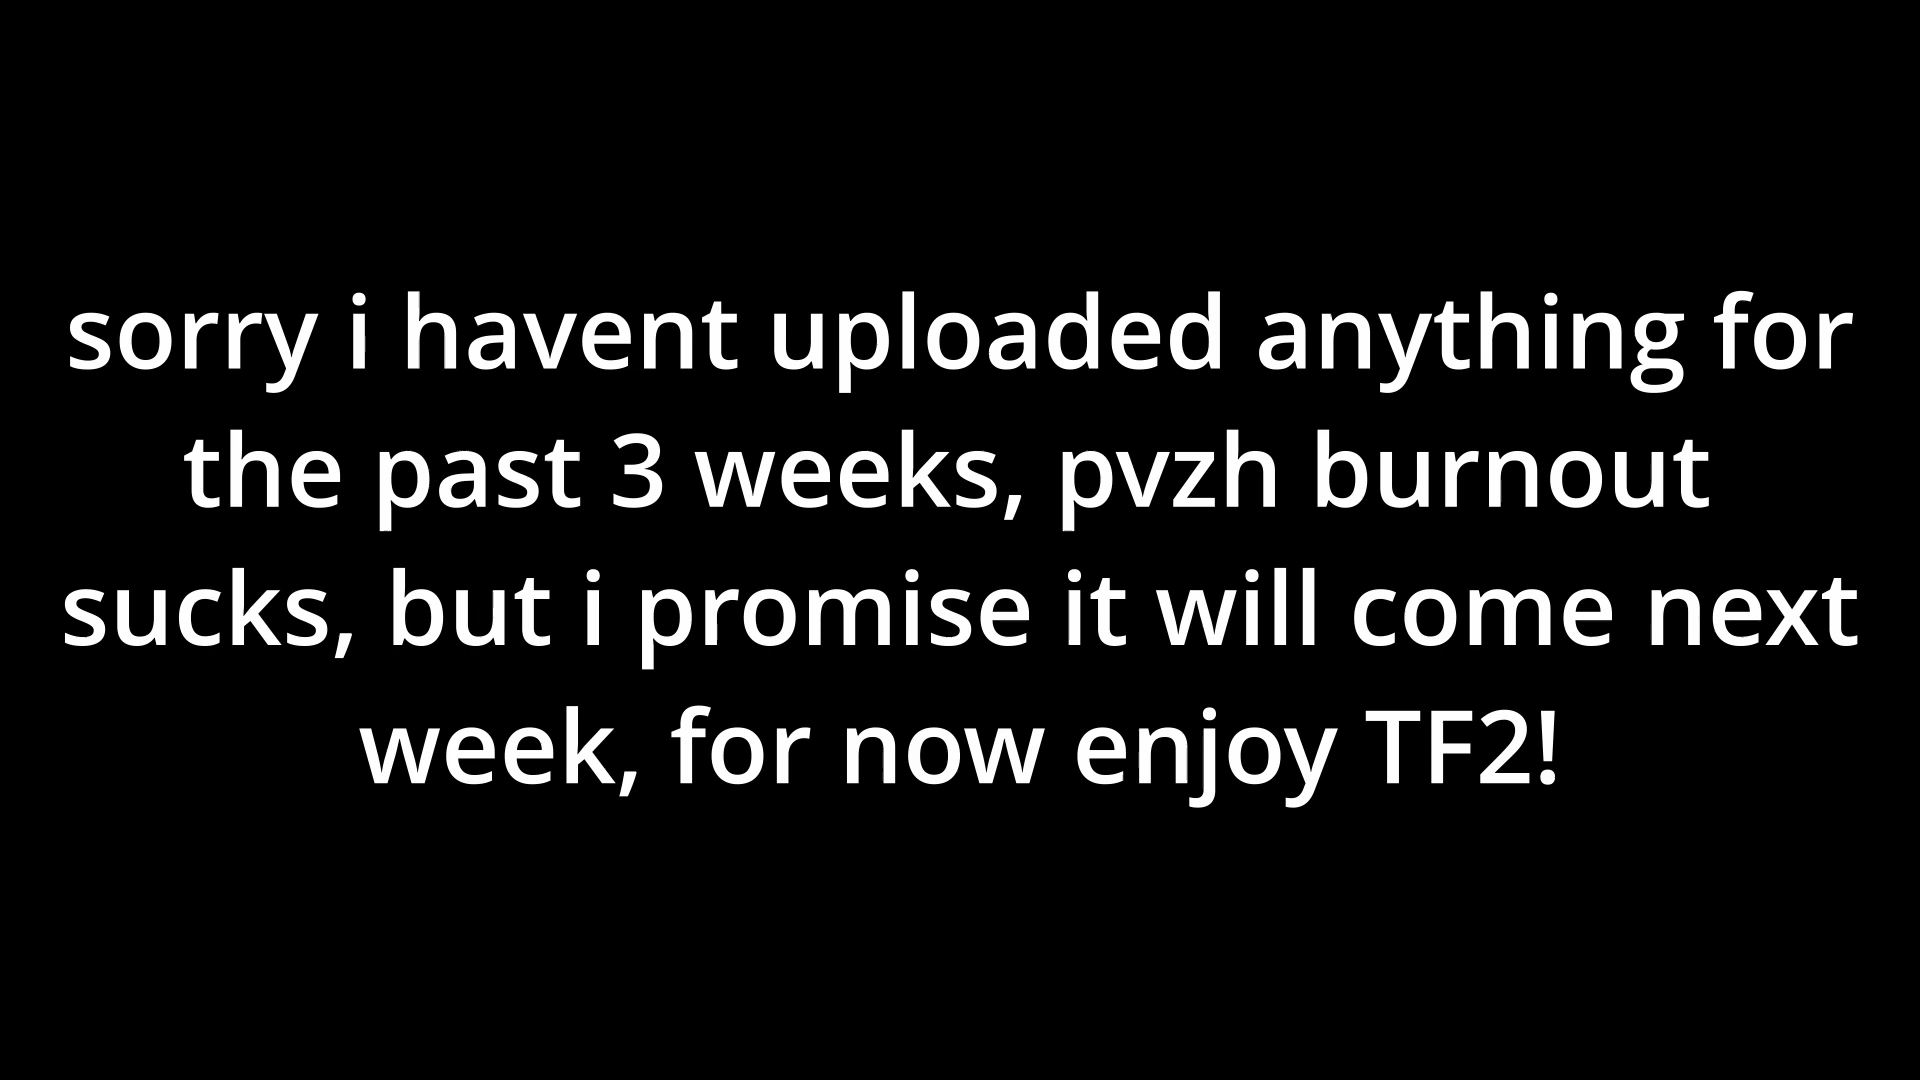 sorry i havent uploaded anything for
the past 3 weeks, pvzh burnout
sucks, but i promise it will come next
week, for now enjoy TF2!